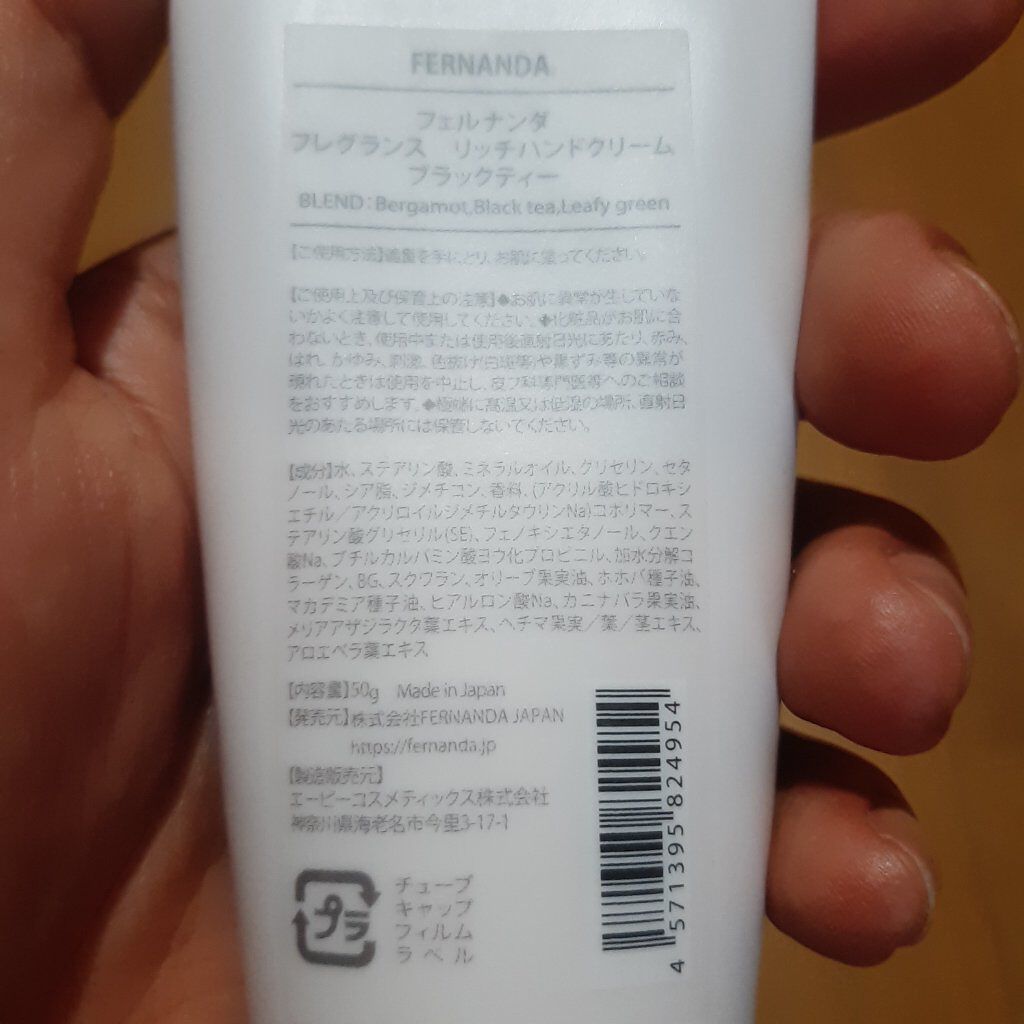 FERNANDA
フェルナンダ
フレグランス リッチハンドクリーム
ブラックティー
BLEND:Bergamot,Black tea,Leafy green
【ご使用方法】適量を手にとり、お肌に塗ってください。
【ご使用上及び保管上の注意】◆お肌に異常が生じていな
いかよく注意して使用してください。◆化粧品がお肌に合
わないとき、使用中または使用後直射日光にあたり、赤み、
はれ、かゆみ、刺激、色抜け(白斑等)や黒ずみ等の異常が
現れたときは使用を中止し、皮フ科専門医等へのご相談
をおすすめします。◆極端に高温又は低温の場所、直射日
光のあたる場所には保管しないでください。
【成分】水、ステアリン酸、ミネラルオイル、グリセリン、セタ
ノール、シア脂、ジメチコン、香料、(アクリル酸ヒドロキシ
エチル/アクリロイルジメチルタウリンNa)コポリマー、ス
テアリン酸グリセリル(SE)、フェノキシエタノール、クエン
酸Na、ブチルカルバミン酸ヨウ化プロピニル、加水分解コ
ラーゲン、BG、スクワラン、オリーブ果実油、ホホバ種子油、
マカデミア種子油、ヒアルロン酸Na、カニナバラ果実油、
メリアアザジラクタ葉エキス、ヘチマ果実/葉/茎エキス、
アロエベラ葉エキス
【内容量】50g Made in Japan
【発売元】株式会社FERNANDA JAPAN
https://fernanda.jp
【製造販売元】
エーピーコスメティックス株式会社
神奈川県海老名市今里3-17-1
プラ
チューブ
キャップ
フィルム
ラベル
4 571395 824954